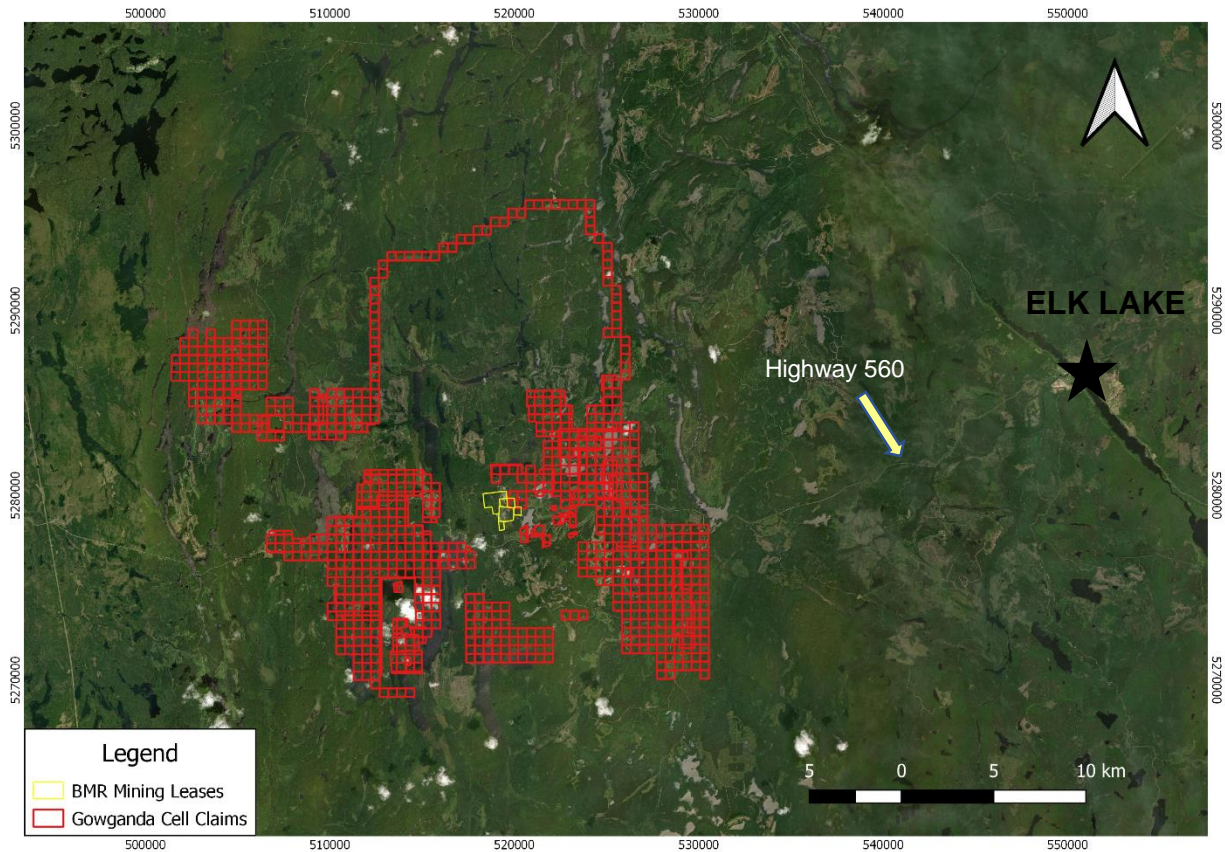 500000 510000 520000 530000 540000 550000
5300000 5300000
5290000 5290000
ELK LAKE
Highway 560
5280000 5280000
5270000 5270000
5 0 5 10 km
Legend
BMR Mining Leases
Gowganda Cell Claims
500000 510000 520000 530000 540000 550000